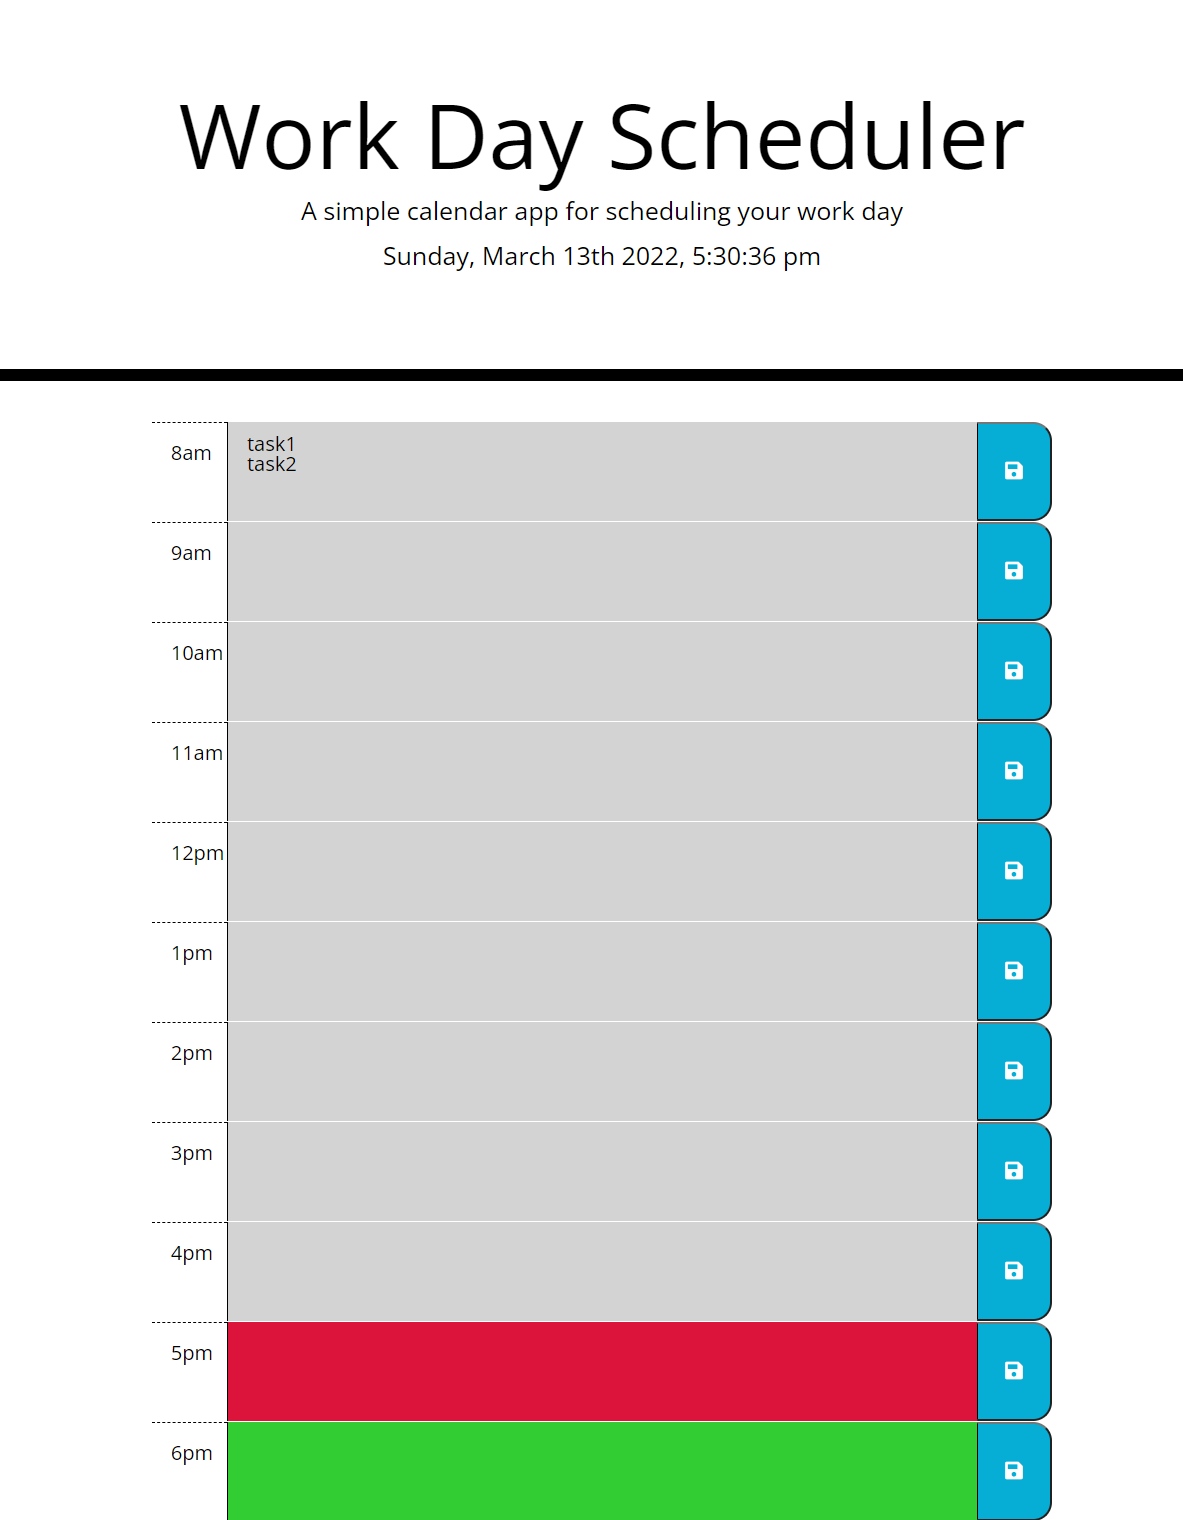 Work Day Scheduler
A simple calendar app for scheduling your work day
Sunday, March 13th 2022, 5:30:36 pm
8am
task1
task2
9am
10am
11am
12pm
1pm
2pm
3pm
4pm
5pm
6pm